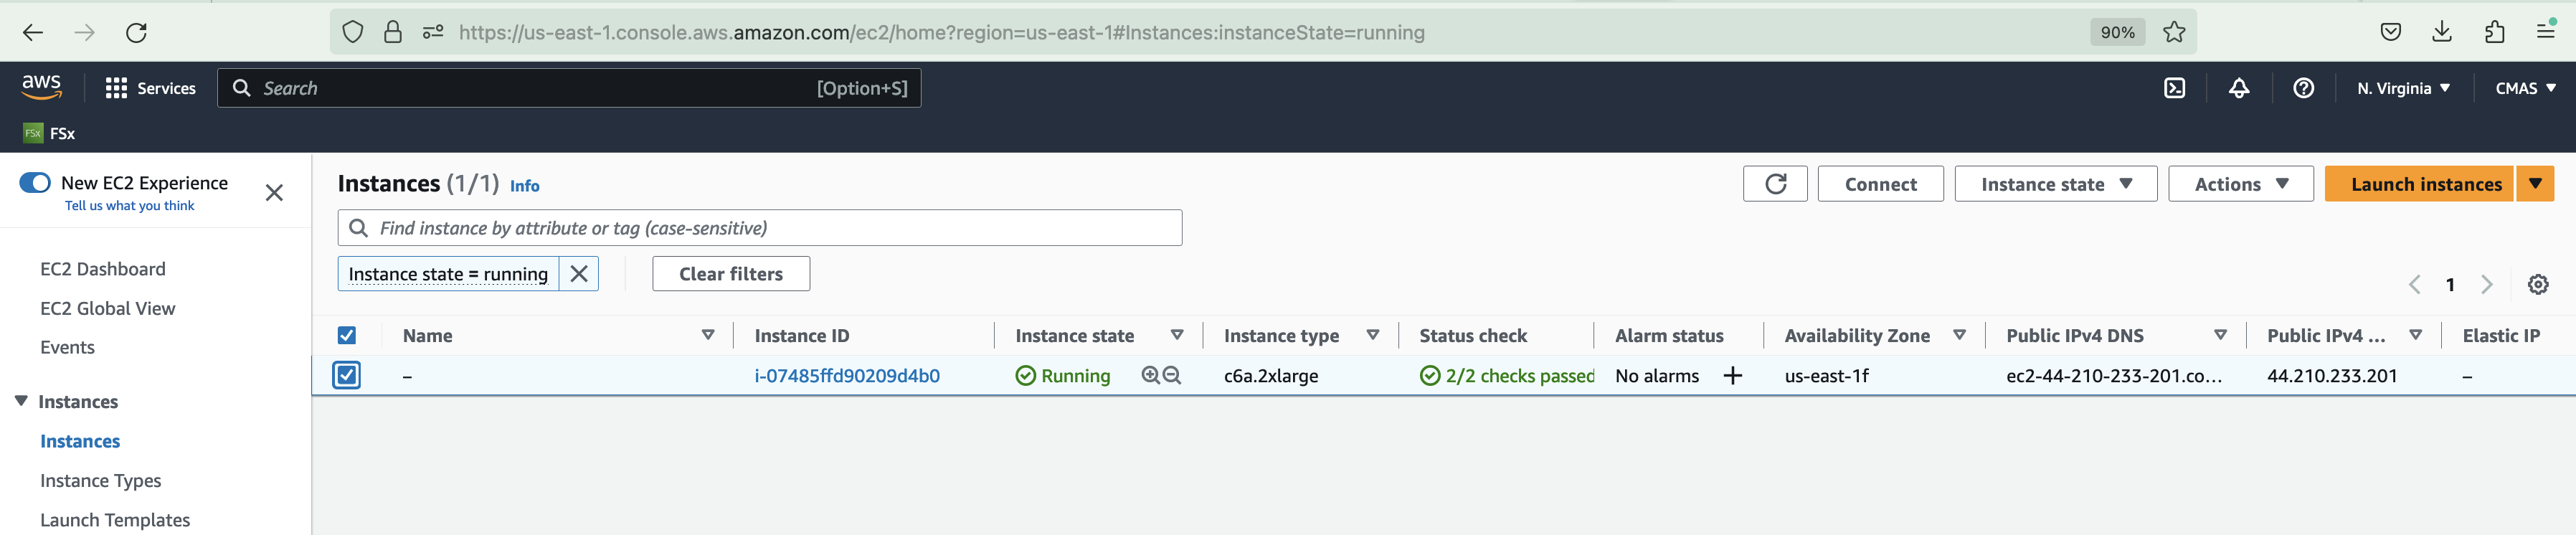 https://us-east-1.console.aws.amazon.com/ec2/home?region=us-east-1#Instances:instanceState=running
90%
aws
Services
Search
[Option+S]
N. Virginia
CMAS
FSx FSx
New EC2 Experience
Tell us what you think
EC2 Dashboard
EC2 Global View
Events
Instances
Instances
Instance Types
Launch Templates
Instances (1/1) Info
Connect
Instance state
Actions
Launch instances
Find instance by attribute or tag (case-sensitive)
Instance state = running
Clear filters
1
Name Instance ID Instance state Instance type Status check Alarm status Availability Zone Public IPv4 DNS Public IPv4 ... Elastic IP
– i-07485ffd90209d4b0 Running c6a.2xlarge 2/2 checks passed No alarms + us-east-1f ec2-44-210-233-201.co... 44.210.233.201 –